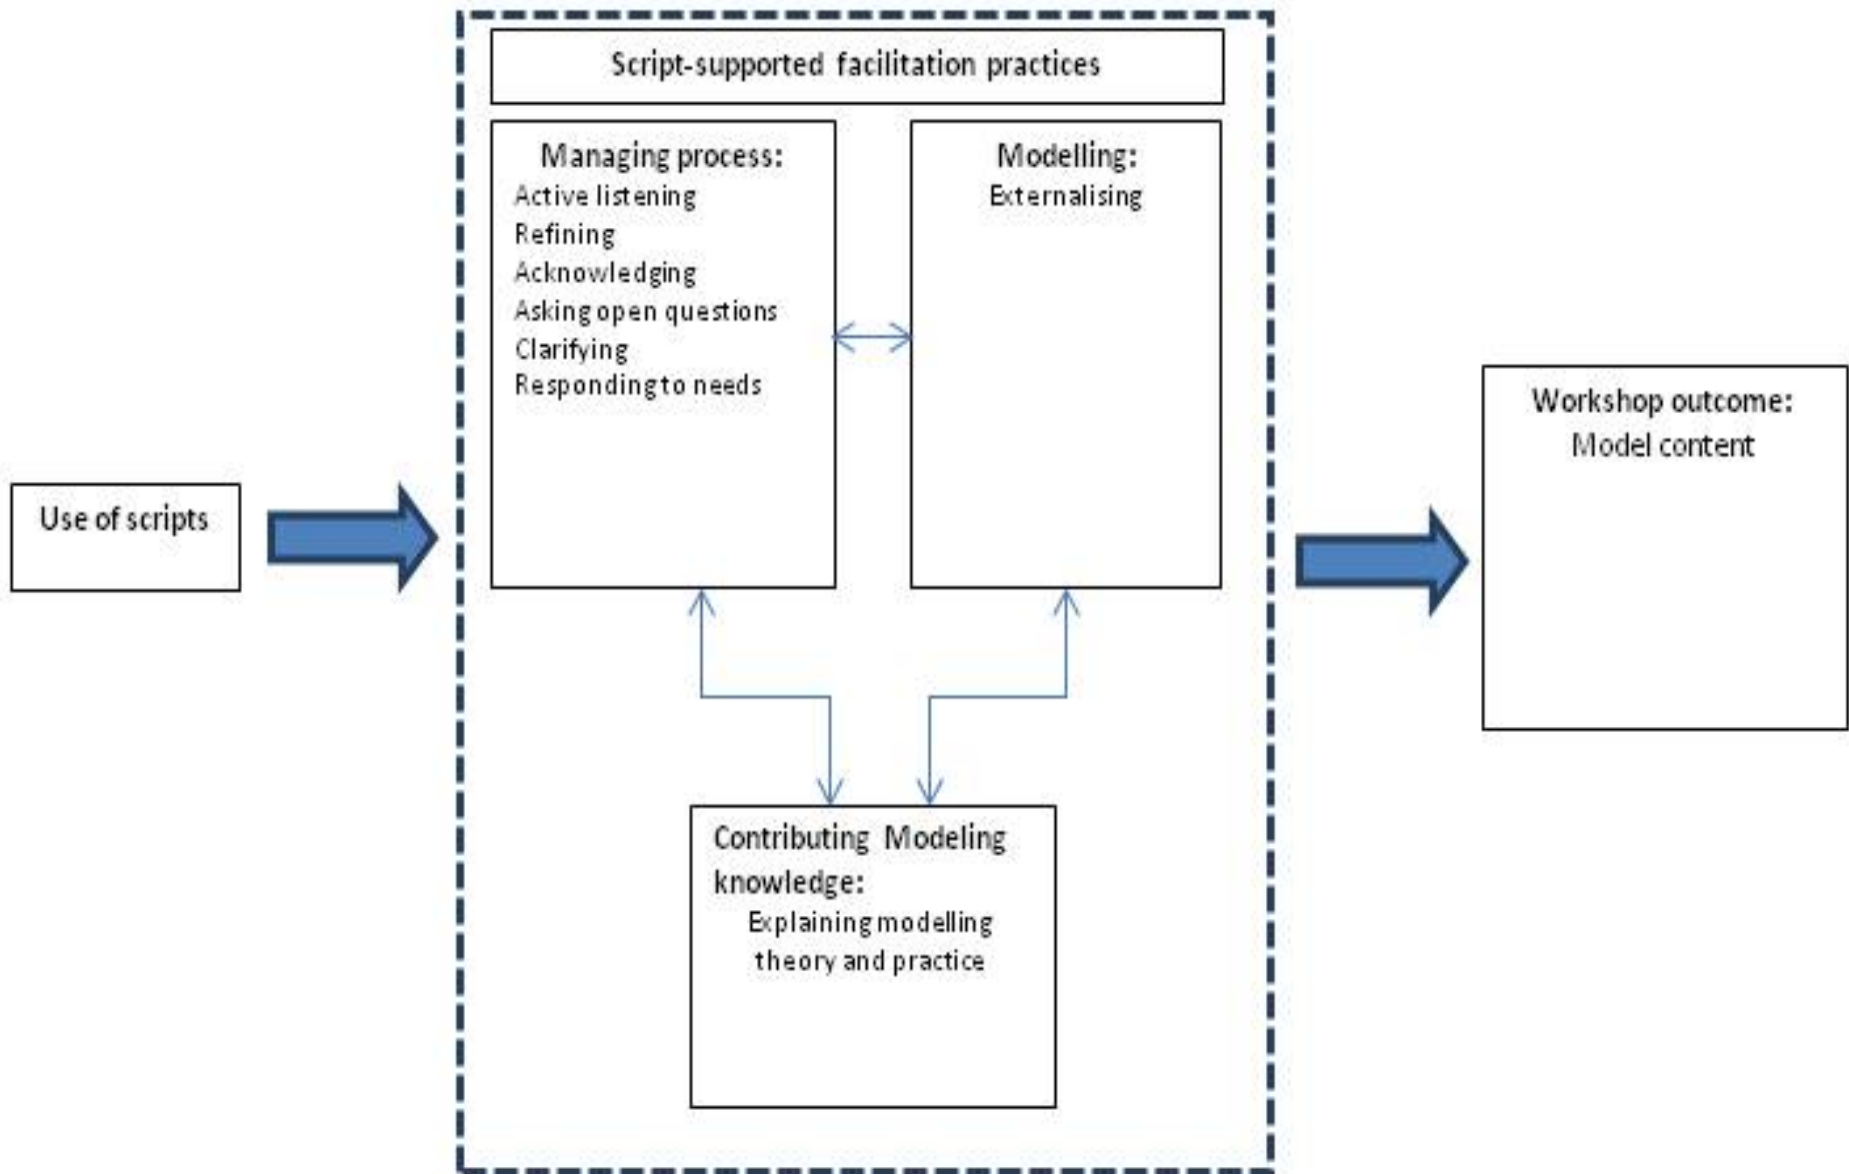 Script-supported facilitation practices
Managing process:
Active listening
Refining
Acknowledging
Asking open questions
Clarifying
Responding to needs
Modelling:
Externalising
Workshop outcome:
Model content
Use of scripts
Contributing Modeling
knowledge:
Explaining modelling
theory and practice